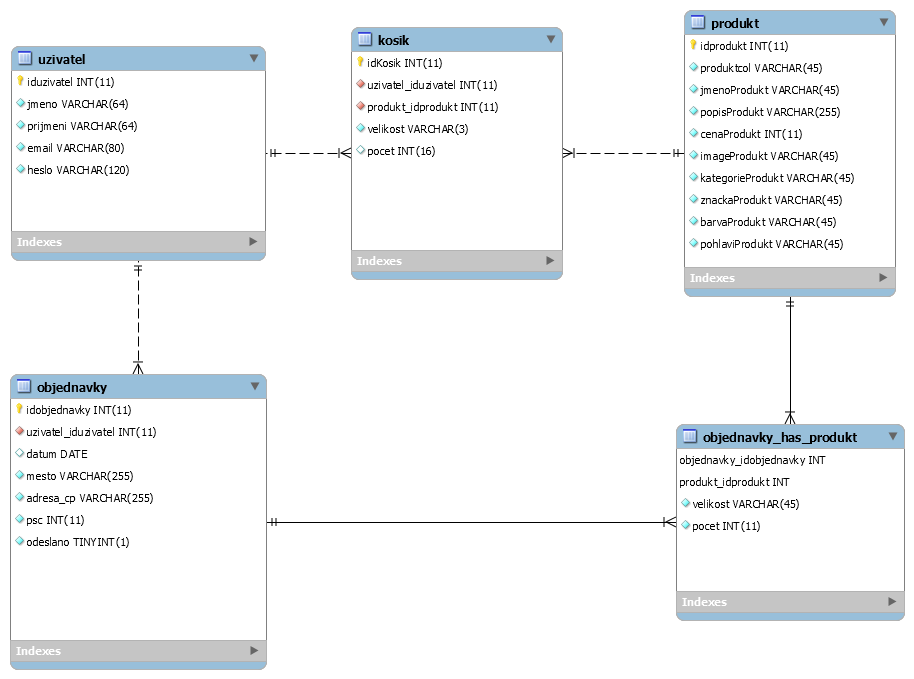 uzivatel
iduzivatel INT(11)
jmeno VARCHAR(64)
prijmeni VARCHAR(64)
email VARCHAR(80)
heslo VARCHAR(120)
Indexes
kosik
idKosik INT(11)
uzivatel_iduzivatel INT(11)
produkt_idprodukt INT(11)
velikost VARCHAR(3)
pocet INT(16)
Indexes
produkt
idprodukt INT(11)
produktcol VARCHAR(45)
jmenoProdukt VARCHAR(45)
popisProdukt VARCHAR(255)
cenaProdukt INT(11)
imageProdukt VARCHAR(45)
kategorieProdukt VARCHAR(45)
znackaProdukt VARCHAR(45)
barvaProdukt VARCHAR(45)
pohlaviProdukt VARCHAR(45)
Indexes
objednavky
idobjednavky INT(11)
uzivatel_iduzivatel INT(11)
datum DATE
mesto VARCHAR(255)
adresa_cp VARCHAR(255)
psc INT(11)
odeslano TINYINT(1)
Indexes
objednavky_has_produkt
objednavky_idobjednavky INT
produkt_idprodukt INT
velikost VARCHAR(45)
pocet INT(11)
Indexes